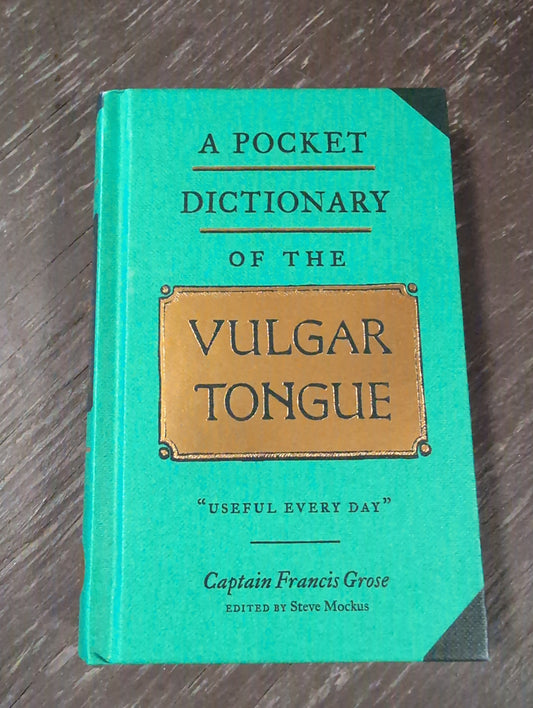 A POCKET
DICTIONARY
OF THE
VULGAR
TONGUE
“USEFUL EVERY DAY”
Captain Francis Grose
EDITED BY Steve Mockus